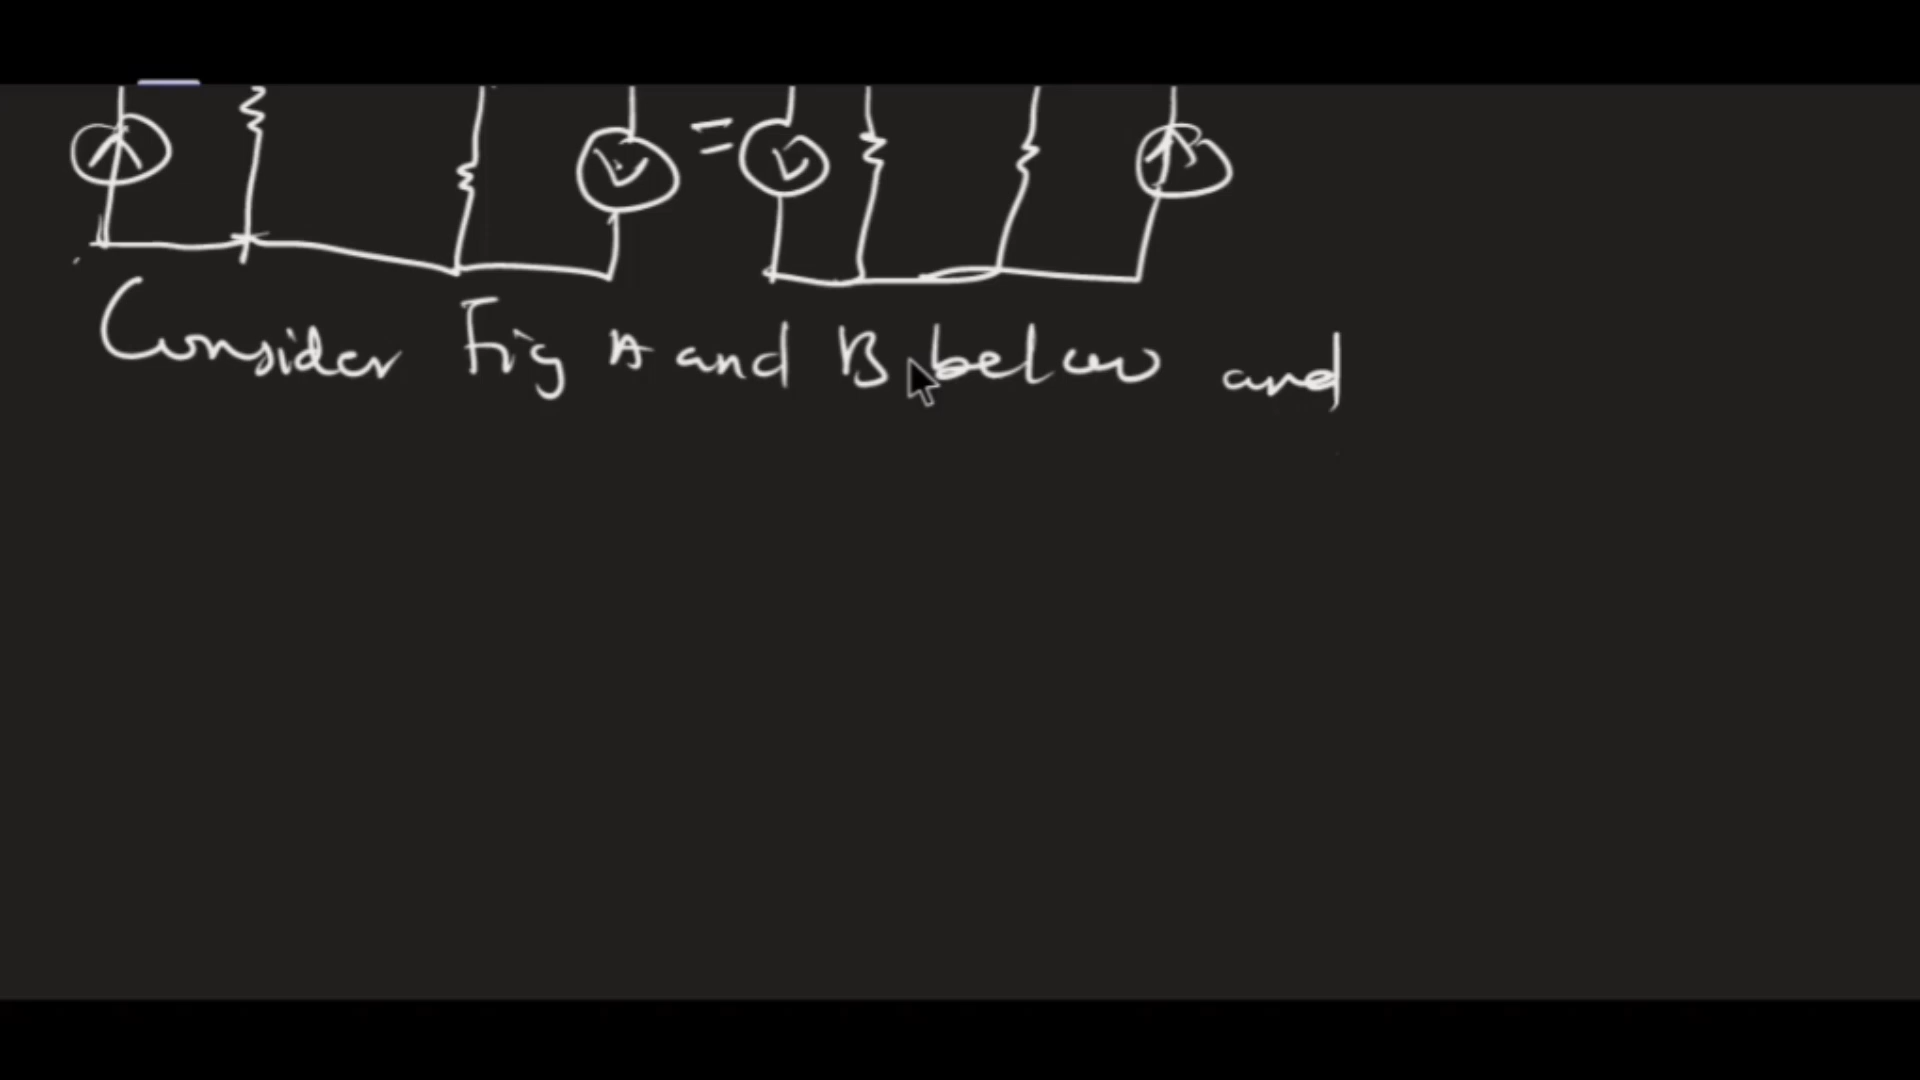 V = V
Consider Fig A and B below and